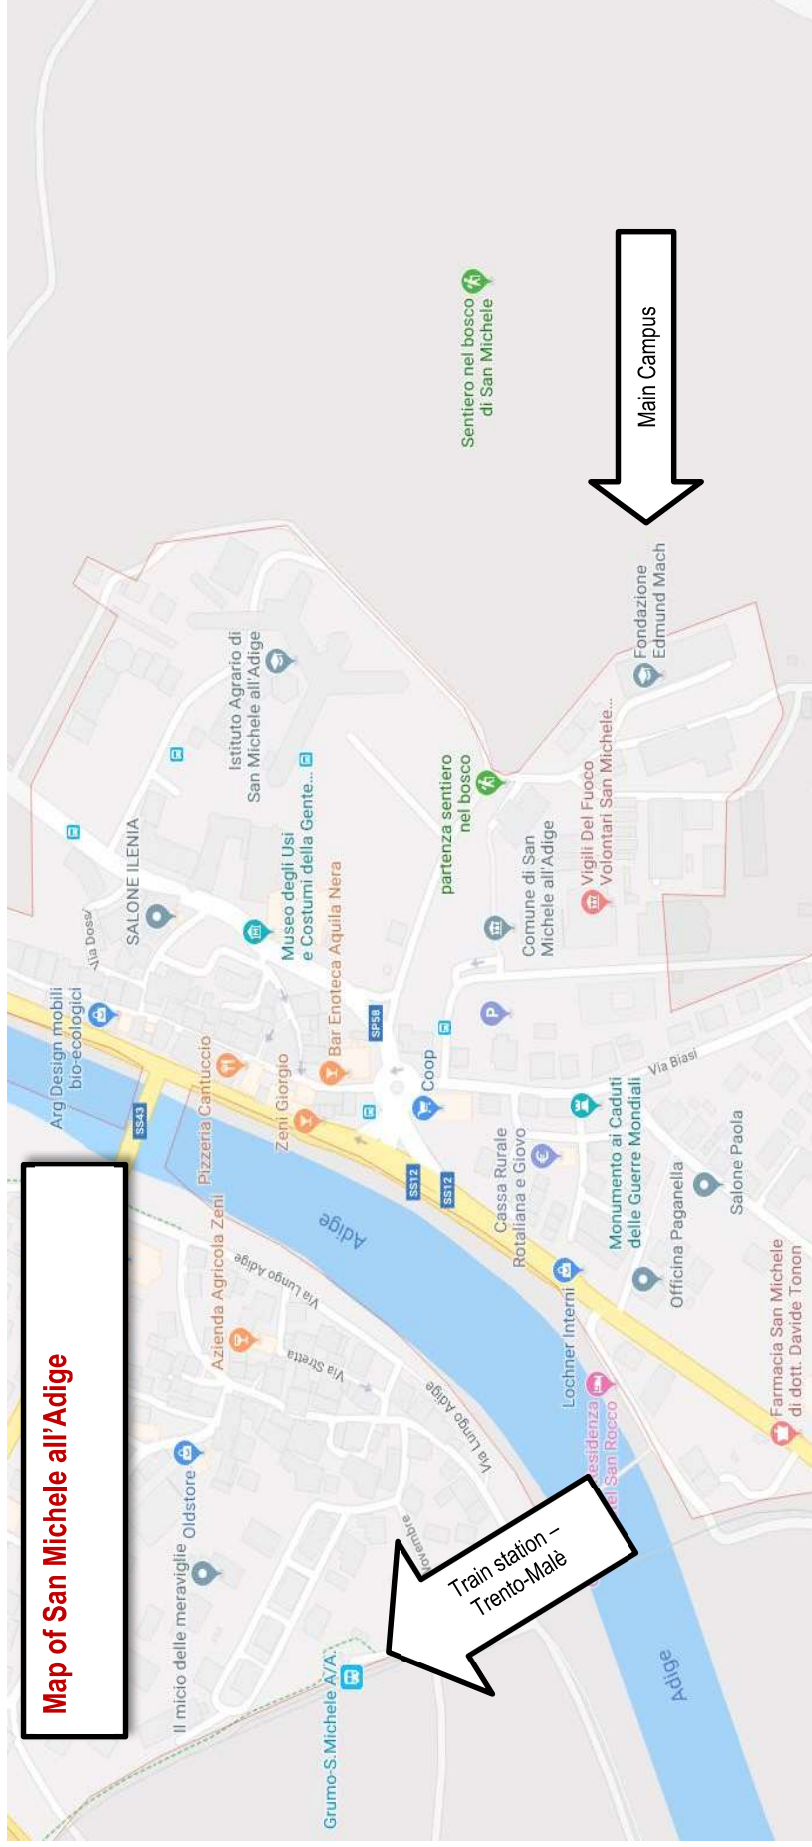 Map of San Michele all'Adige
Arg Design mobili
bio-ecologici
Via Doss
SALONE ILENIA
SS43
Pizzeria Cantuccio
Istituto Agrario di
San Michele all'Adige
Museo degli Usi
e Costumi della Gente...
Zeni Giorgio
Bar Enoteca Aquila Nera
SP58
Il micio delle meraviglie
Oldstore
Azienda Agricola Zeni
Via Lungo Adige
Via Stretta
Adige
SS12
SS12
Coop
partenza sentiero
nel bosco
Sentiero nel bosco
di San Michele
Grumo-S.Michele A/A.
Via Lungo Adige
Novembre
Train station –
Trento-Malè
Cassa Rurale
Rotaliana e Giovo
P
Comune di San
Michele all'Adige
Vigili Del Fuoco
Volontari San Michele...
Fondazione
Edmund Mach
Main Campus
Lochner Interni
Monumento ai Caduti
delle Guerre Mondiali
Via Biasi
Residenza
San Rocco
Officina Paganella
Salone Paola
Adige
Farmacia San Michele
di dott. Davide Tonon